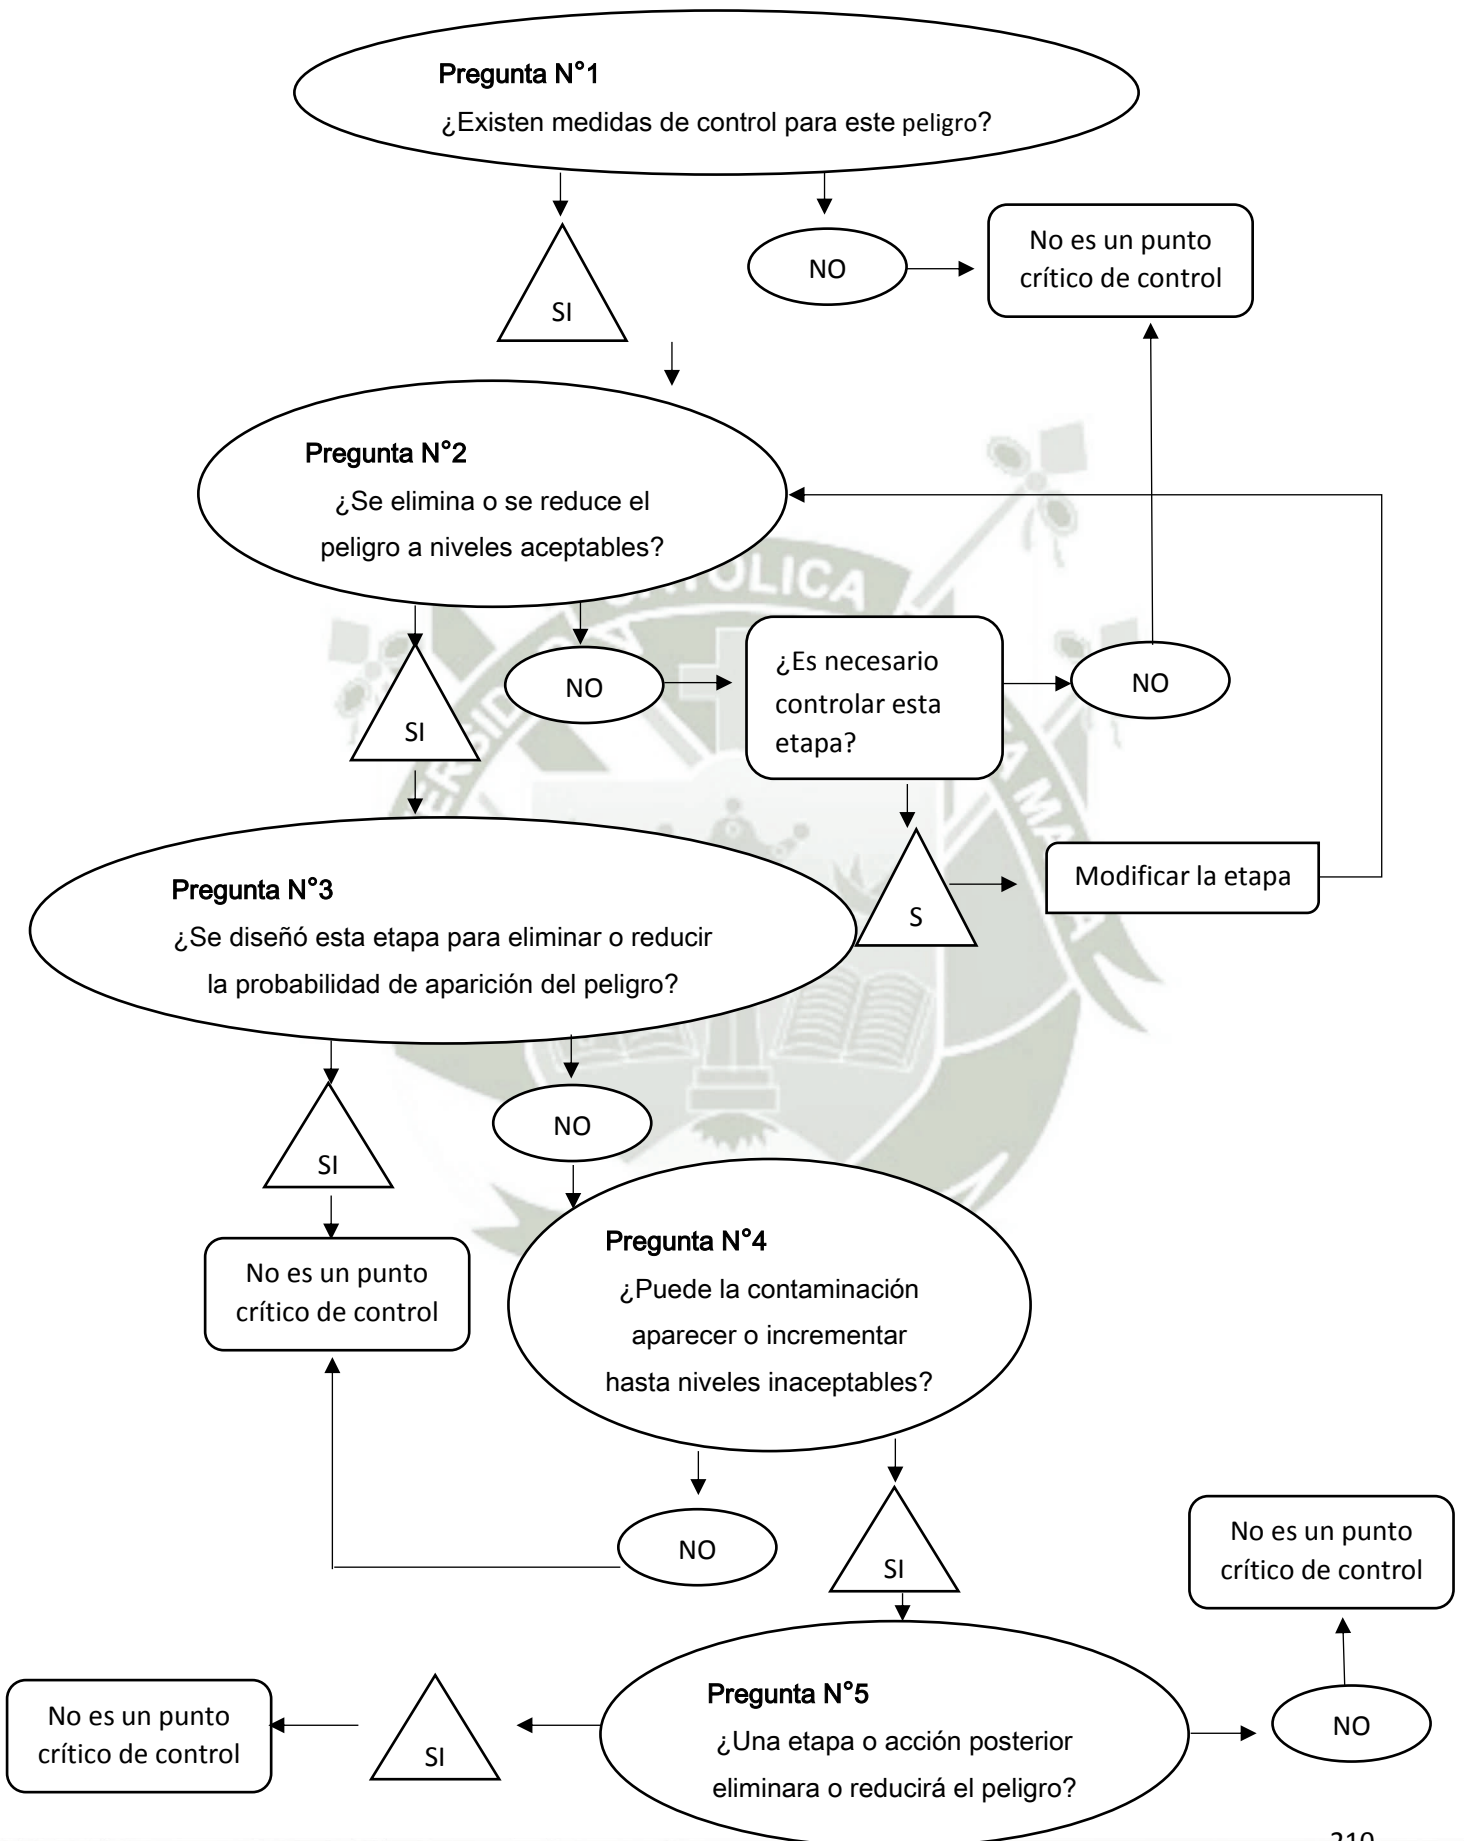 Pregunta N°1
¿Existen medidas de control para este peligro?
SI
NO
No es un punto
crítico de control
Pregunta N°2
¿Se elimina o se reduce el
peligro a niveles aceptables?
SI
NO
¿Es necesario
controlar esta
etapa?
NO
S
Modificar la etapa
Pregunta N°3
¿Se diseñó esta etapa para eliminar o reducir
la probabilidad de aparición del peligro?
SI
NO
No es un punto
crítico de control
Pregunta N°4
¿Puede la contaminación
aparecer o incrementar
hasta niveles inaceptables?
NO
SI
No es un punto
crítico de control
Pregunta N°5
¿Una etapa o acción posterior
eliminara o reducirá el peligro?
SI
No es un punto
crítico de control
NO